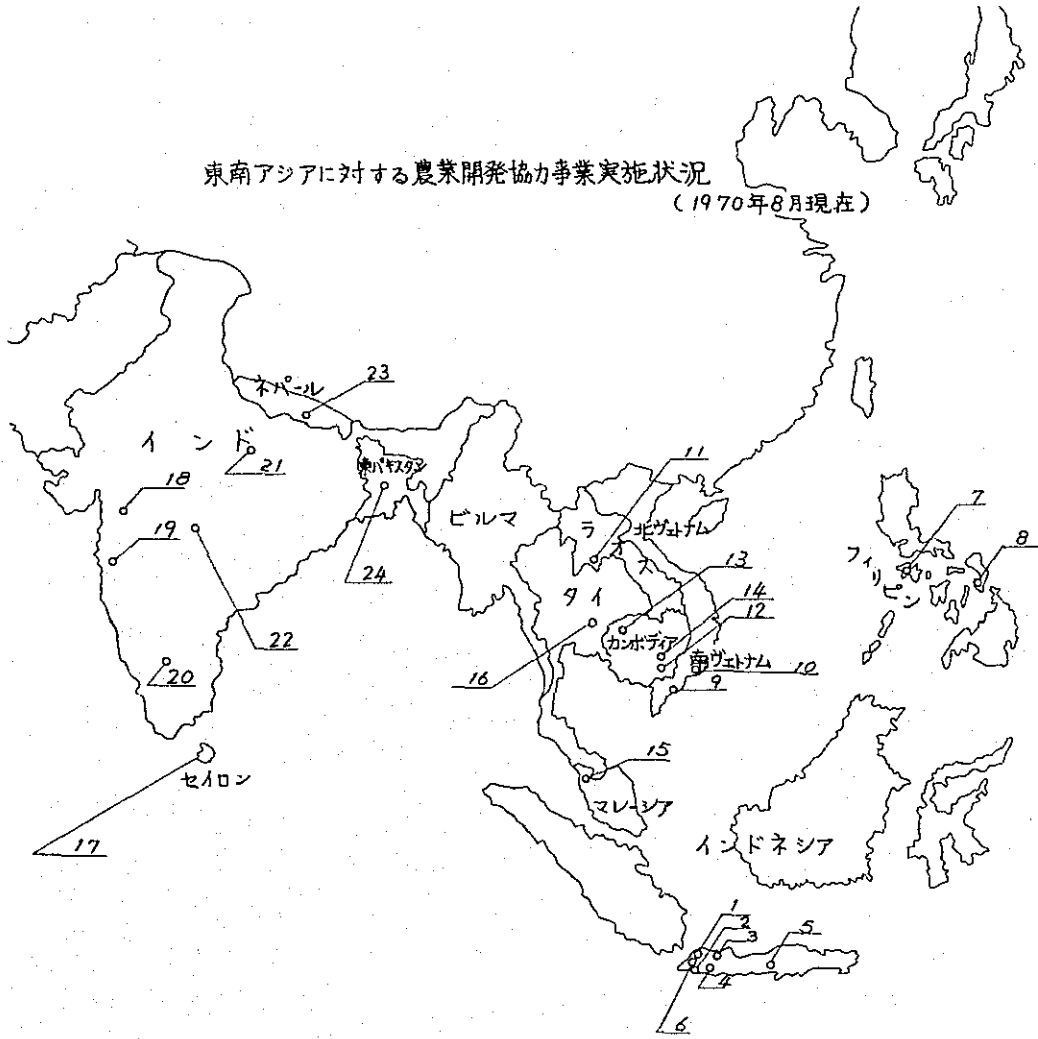 東南アジアに対する農業開発協力事業実施状況
(1970年8月現在)
ネパール
23
インド
21
東パキスタン
11
18
ビルマ
ラオス
北ヴェトナム
7
19
8
フィリピン
24
13
タイ
14
12
22
カンボディア
南ヴェトナム
10
20
16
9
15
セイロン
マレーシア
17
インドネシア
1
2
3
5
4
6